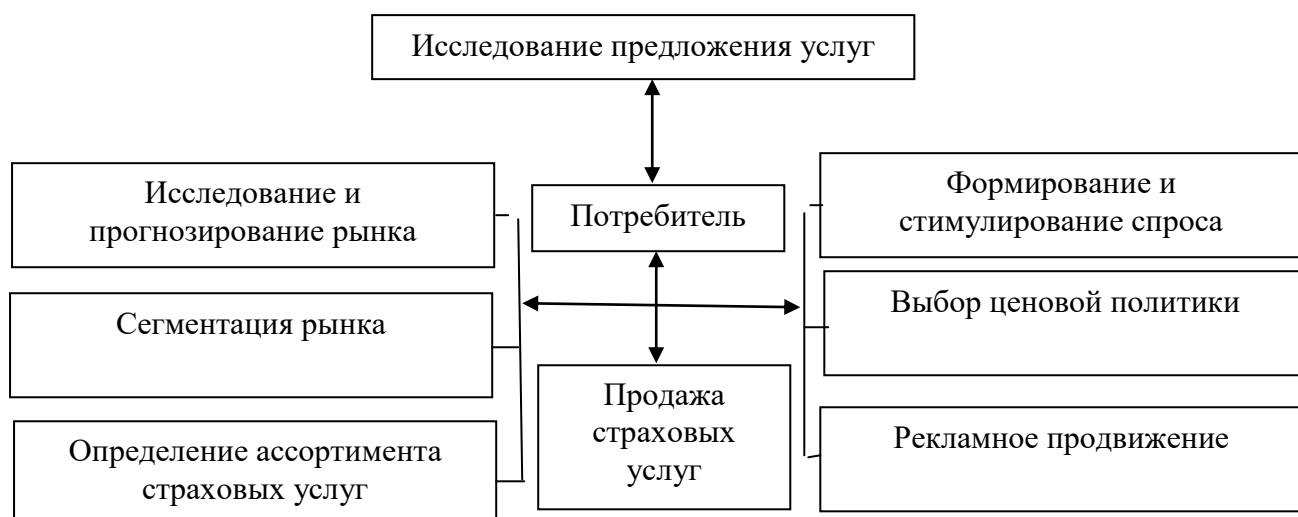 Исследование предложения услуг
Исследование и
прогнозирование рынка
Потребитель
Формирование и
стимулирование спроса
Сегментация рынка
Выбор ценовой политики
Определение ассортимента
страховых услуг
Продажа
страховых
услуг
Рекламное продвижение